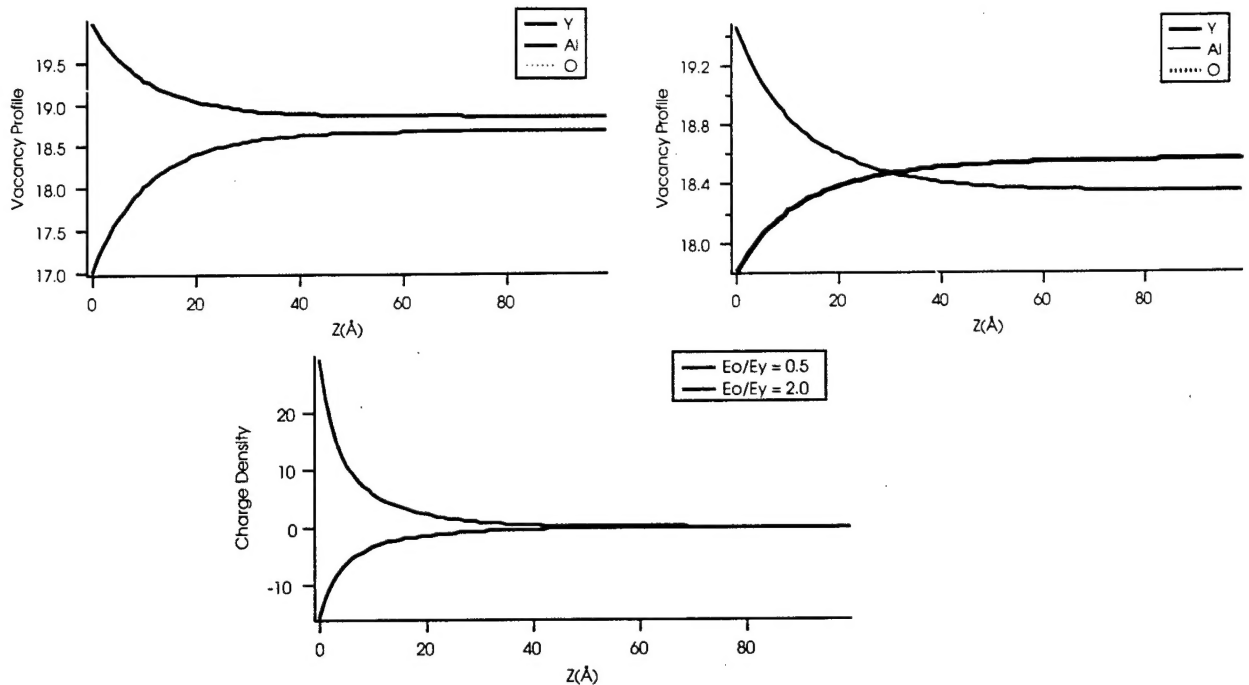 Y
Al
O
Vacancy Profile
19.5
19.0
18.5
18.0
17.5
17.0
0 20 40 60 80
Z(Å)
Y
Al
O
Vacancy Profile
19.2
18.8
18.4
18.0
0 20 40 60 80
Z(Å)
Eo/Ey = 0.5
Eo/Ey = 2.0
Charge Density
20
10
0
-10
0 20 40 60 80
Z(Å)